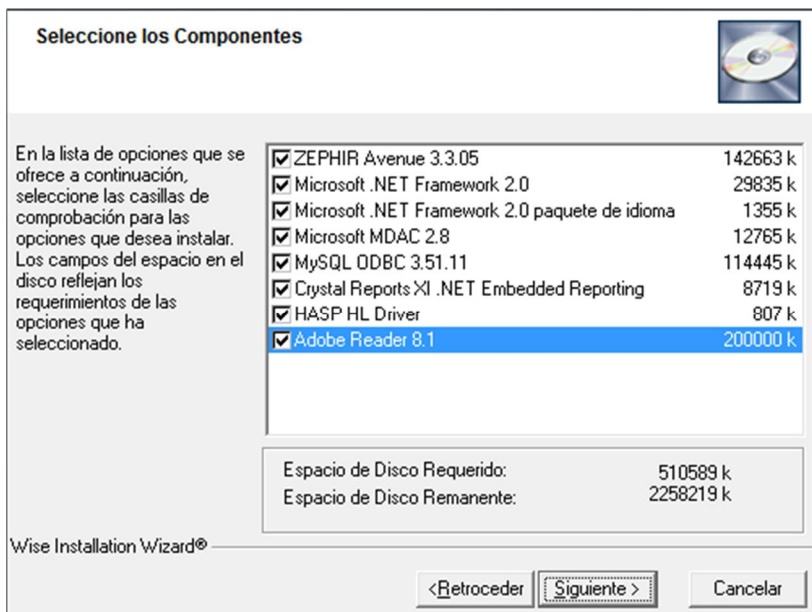 Seleccione los Componentes
En la lista de opciones que se
ofrece a continuación,
seleccione las casillas de
comprobación para las
opciones que desea instalar.
Los campos del espacio en el
disco reflejan los
requerimientos de las
opciones que ha
seleccionado.
ZEPHIR Avenue 3.3.05 142663 k
Microsoft .NET Framework 2.0 29835 k
Microsoft .NET Framework 2.0 paquete de idioma 1355 k
Microsoft MDAC 2.8 12765 k
MySQL ODBC 3.51.11 114445 k
Crystal Reports XI .NET Embedded Reporting 8719 k
HASP HL Driver 807 k
Adobe Reader 8.1 200000 k
Espacio de Disco Requerido: 510589 k
Espacio de Disco Remanente: 2258219 k
Wise Installation Wizard®
<Retroceder Siguiente > Cancelar